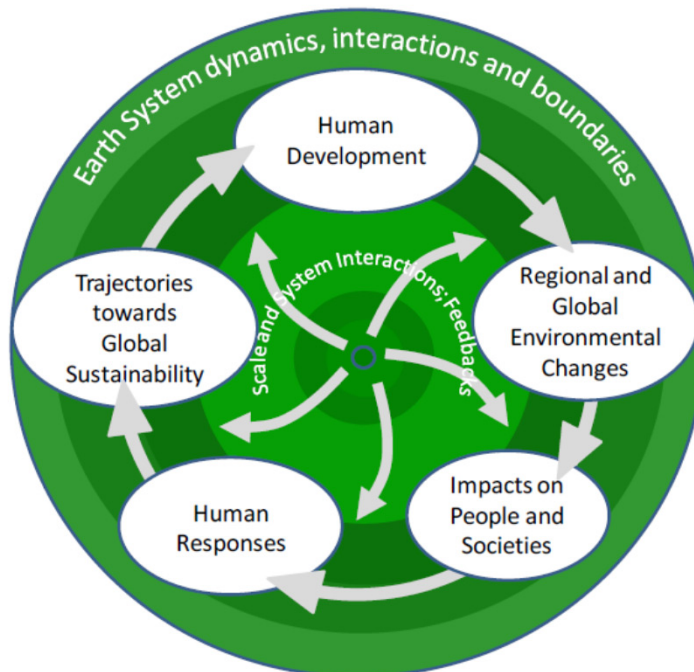 Earth System dynamics, interactions and boundaries
Human
Development
Regional and
Global
Environmental
Changes
Impacts on
People and
Societies
Human
Responses
Trajectories
towards
Global
Sustainability
Scale and System Interactions; Feedbacks